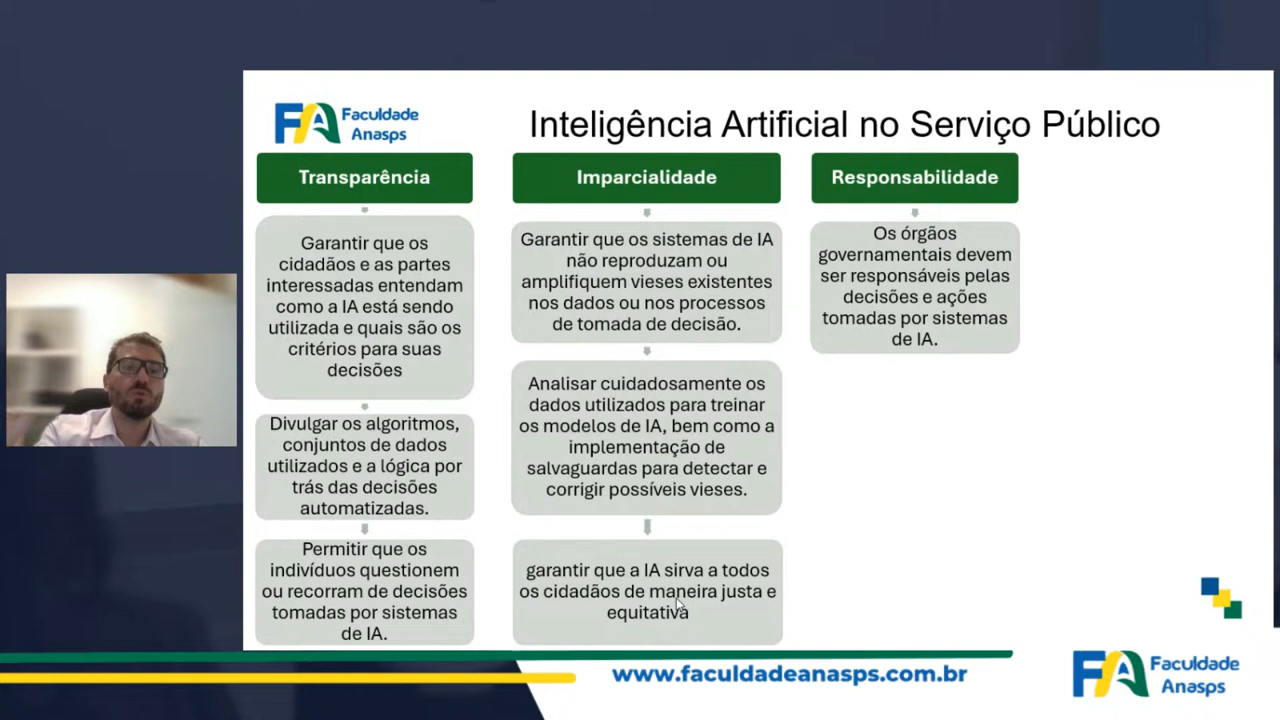 Faculdade
Anasps
Inteligência Artificial no Serviço Público
Transparência
Garantir que os
cidadãos e as partes
interessadas entendam
como a IA está sendo
utilizada e quais são os
critérios para suas
decisões
Divulgar os algoritmos,
conjuntos de dados
utilizados e a lógica por
trás das decisões
automatizadas.
Permitir que os
indivíduos questionem
ou recorram de decisões
tomadas por sistemas
de IA.
Imparcialidade
Garantir que os sistemas de IA
não reproduzam ou
amplifiquem vieses existentes
nos dados ou nos processos
de tomada de decisão.
Analisar cuidadosamente os
dados utilizados para treinar
os modelos de IA, bem como a
implementação de
salvaguardas para detectar e
corrigir possíveis vieses.
garantir que a IA sirva a todos
os cidadãos de maneira justa e
equitativa
Responsabilidade
Os órgãos
governamentais devem
ser responsáveis pelas
decisões e ações
tomadas por sistemas
de IA.
www.faculdadeanasps.com.br
FA Faculdade
Anasps